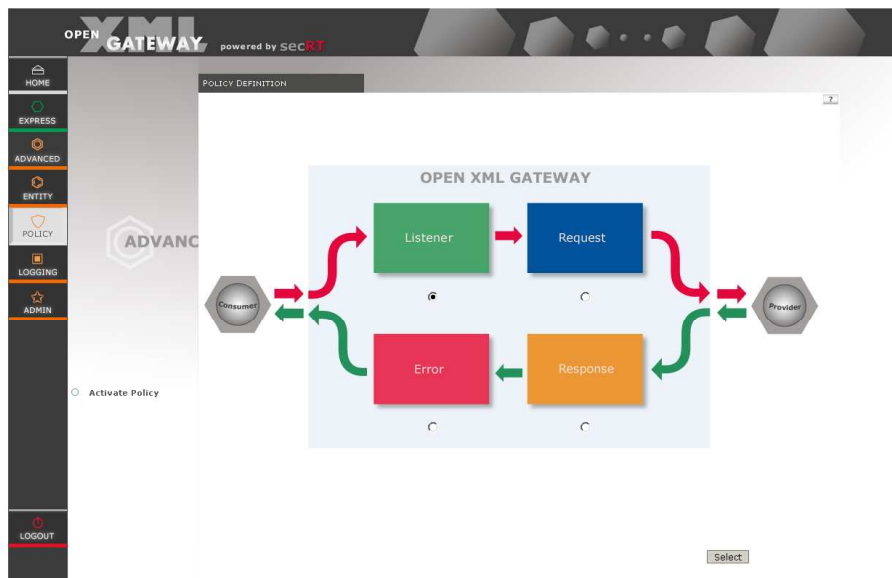 OPEN XML GATEWAY powered by secRT
HOME
EXPRESS
ADVANCED
ENTITY
POLICY
LOGGING
ADMIN
LOGOUT
POLICY DEFINITION
?
ADVANC
Activate Policy
OPEN XML GATEWAY
Listener
Request
Consumer
Provider
Error
Response
Select